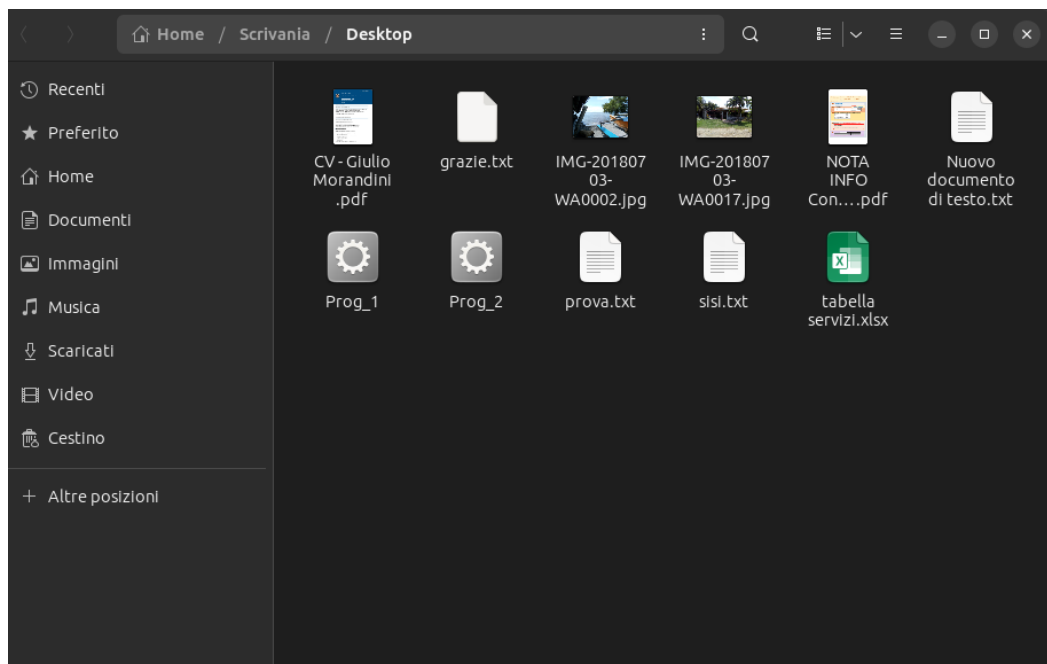 Home / Scrivania / Desktop
Recenti
Preferito
Home
Documenti
Immagini
Musica
Scaricati
Video
Cestino
Altre posizioni
CV - Giulio
Morandini
.pdf
grazie.txt
IMG-201807
03-
WA0002.jpg
IMG-201807
03-
WA0017.jpg
NOTA
INFO
Con….pdf
Nuovo
documento
di testo.txt
Prog_1
Prog_2
prova.txt
sisi.txt
X
tabella
servizi.xlsx